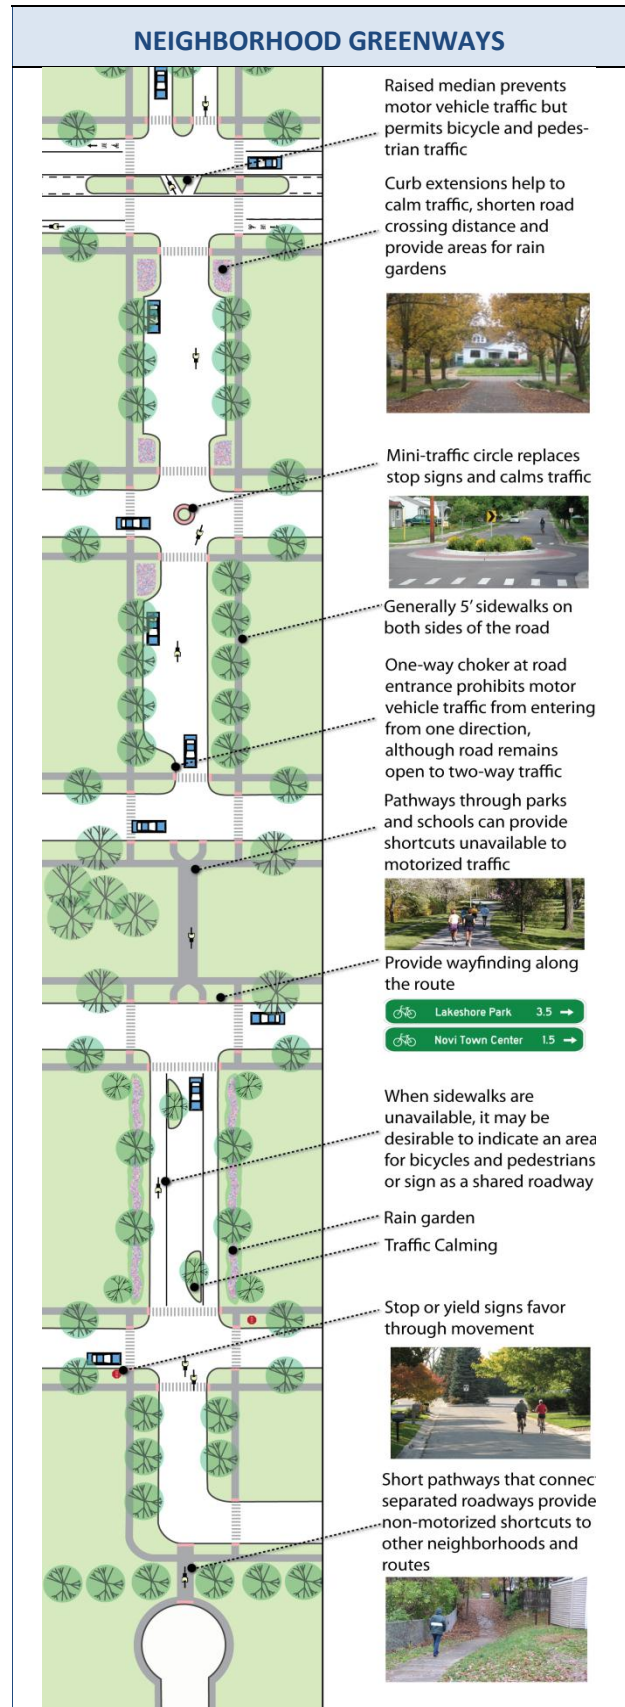 NEIGHBORHOOD GREENWAYS
Raised median prevents
motor vehicle traffic but
permits bicycle and pedes-
trian traffic
Curb extensions help to
calm traffic, shorten road
crossing distance and
provide areas for rain
gardens
Mini-traffic circle replaces
stop signs and calms traffic
Generally 5' sidewalks on
both sides of the road
One-way choker at road
entrance prohibits motor
vehicle traffic from entering
from one direction,
although road remains
open to two-way traffic
Pathways through parks
and schools can provide
shortcuts unavailable to
motorized traffic
Provide wayfinding along
the route
Lakeshore Park 3.5 →
Novi Town Center 1.5 →
When sidewalks are
unavailable, it may be
desirable to indicate an area
for bicycles and pedestrians
or sign as a shared roadway
Rain garden
Traffic Calming
Stop or yield signs favor
through movement
Short pathways that connec
separated roadways provide
non-motorized shortcuts to
other neighborhoods and
routes